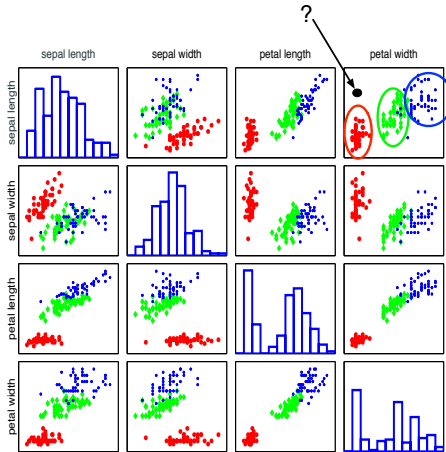 ?
sepal length sepal width petal length petal width
sepal length
sepal width
petal length
petal width